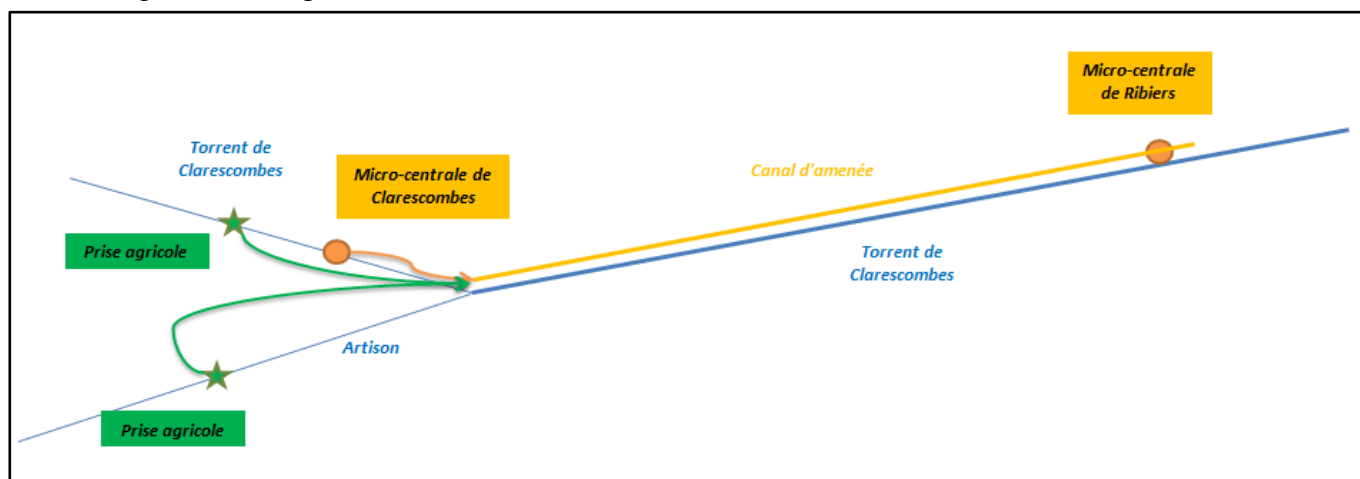 Micro-centrale
de Ribiers
Torrent de
Clarescombes
Micro-centrale de
Clarescombes
Canal d'amenée
Prise agricole
Torrent de
Clarescombes
Artison
Prise agricole